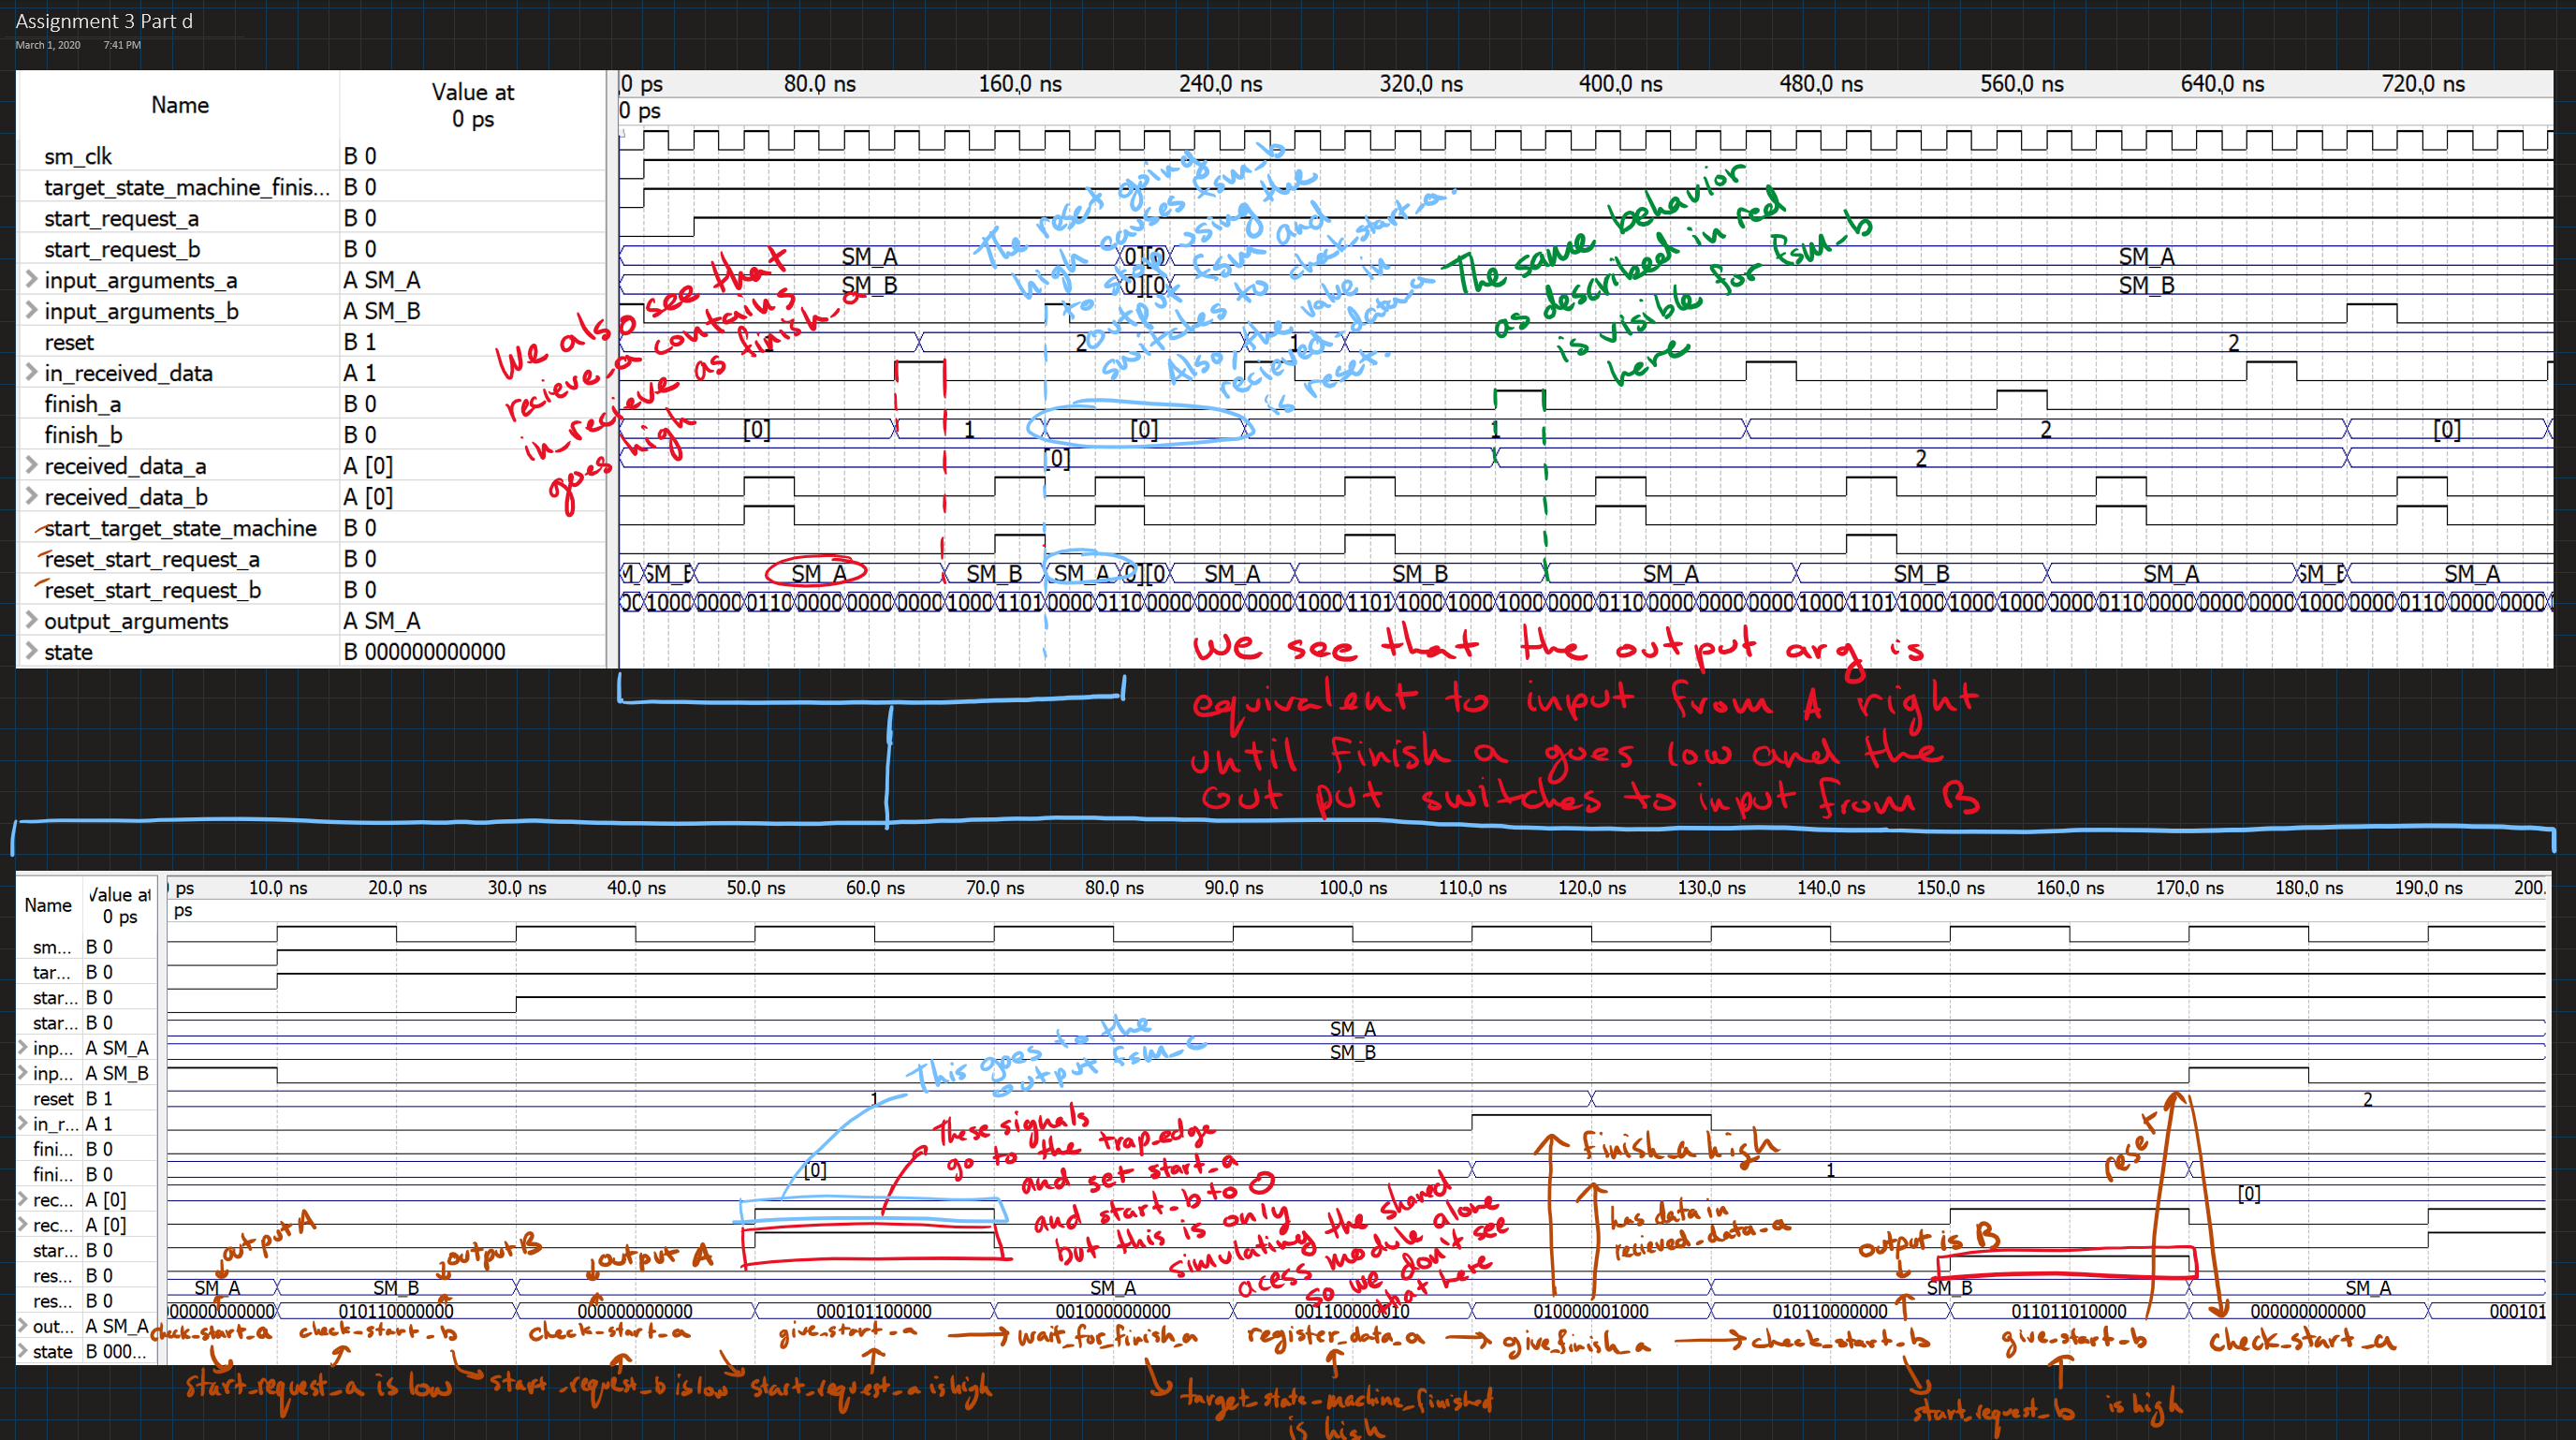 Assignment 3 Part d
March 1, 2020 7:41 PM
Name Value at 0 ps
0 ps 80.0 ns 160.0 ns 240.0 ns 320.0 ns 400.0 ns 480.0 ns 560.0 ns 640.0 ns 720.0 ns
0 ps
sm_clk B 0
target_state_machine_finis... B 0
start_request_a B 0
start_request_b B 0
input_arguments_a A SM_A
input_arguments_b A SM_B
reset B 1
in_received_data A 1
finish_a B 0
finish_b B 0
received_data_a A [0]
received_data_b A [0]
start_target_state_machine B 0
reset_start_request_a B 0
reset_start_request_b B 0
output_arguments A SM_A
state B 000000000000
SM_A [0][0] SM_A
SM_B [0][0] SM_B
2 1 2
[0] 1 [0] 1 2 [0]
[0] 2
SM_E SM_A SM_B SM_A [0][0 SM_A SM_B SM_A SM_B SM_A SM_E SM_A
1000 0000 0110 0000 0000 0000 1000 1101 0000 0110 0000 0000 0000 1000 1101 1000 1000 1000 0000 0110 0000 0000 0000 1000 1101 1000 1000 1000 0000 0110 0000 0000 0000 1000 0000 0110 0000 0000
We also see that
recieve_a contains
in_recieve as finish_a
goes high
The reset going
high causes fsm_b
to stop using the
output fsm and
switches to check_start_a.
Also, the value in
recieved-data_a
is reset.
The same behavior
as described in red
is visible for fsm_b
here
We see that the output arg is
equivalent to input from A right
until Finish a goes low and the
out put switches to input from B
Name Value at 0 ps
ps 10.0 ns 20.0 ns 30.0 ns 40.0 ns 50.0 ns 60.0 ns 70.0 ns 80.0 ns 90.0 ns 100.0 ns 110.0 ns 120.0 ns 130.0 ns 140.0 ns 150.0 ns 160.0 ns 170.0 ns 180.0 ns 190.0 ns 200.
ps
sm... B 0
tar... B 0
star... B 0
star... B 0
inp... A SM_A
inp... A SM_B
reset B 1
in_r... A 1
fini... B 0
fini... B 0
rec... A [0]
rec... A [0]
star... B 0
res... B 0
res... B 0
out... A SM_A
state B 000...
SM_A
SM_B
1 2
[0] 1
[0]
SM_A SM_B SM_A SM_B SM_A
000000000000 010110000000 000000000000 000101100000 001000000000 001100000010 010000001000 010110000000 011011010000 000000000000 000101
This goes to the
output fsm_c
These signals
go to the trap_edge
and set start_a
and start_b to 0
but this is only
simulating the shared
acess module alone
so we don't see
that here
finish_a high
has data in
recieved_data_a
reset
output A
output B
output A
output is B
check_start_a check_start_b check_start_a give_start_a wait_for_finish_a register_data_a give_finish_a check_start_b give_start_b check_start_a
start_request_a is low start_request_b is low start_request_a is high
target_state_machine_finished
is high
start_request_b is high